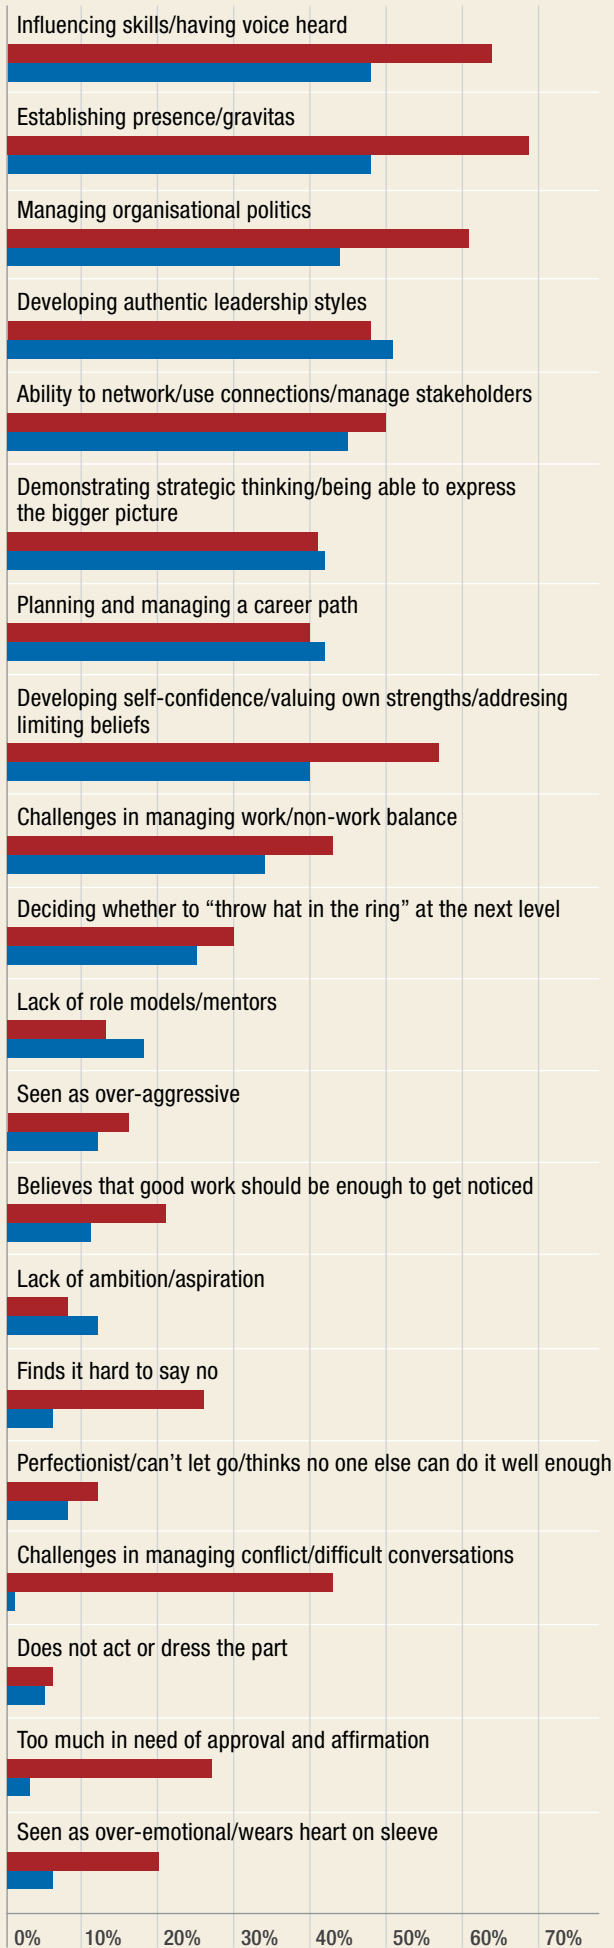 Influencing skills/having voice heard
Establishing presence/gravitas
Managing organisational politics
Developing authentic leadership styles
Ability to network/use connections/manage stakeholders
Demonstrating strategic thinking/being able to express
the bigger picture
Planning and managing a career path
Developing self-confidence/valuing own strengths/addresing
limiting beliefs
Challenges in managing work/non-work balance
Deciding whether to “throw hat in the ring” at the next level
Lack of role models/mentors
Seen as over-aggressive
Believes that good work should be enough to get noticed
Lack of ambition/aspiration
Finds it hard to say no
Perfectionist/can’t let go/thinks no one else can do it well enough
Challenges in managing conflict/difficult conversations
Does not act or dress the part
Too much in need of approval and affirmation
Seen as over-emotional/wears heart on sleeve
0% 10% 20% 30% 40% 50% 60% 70%